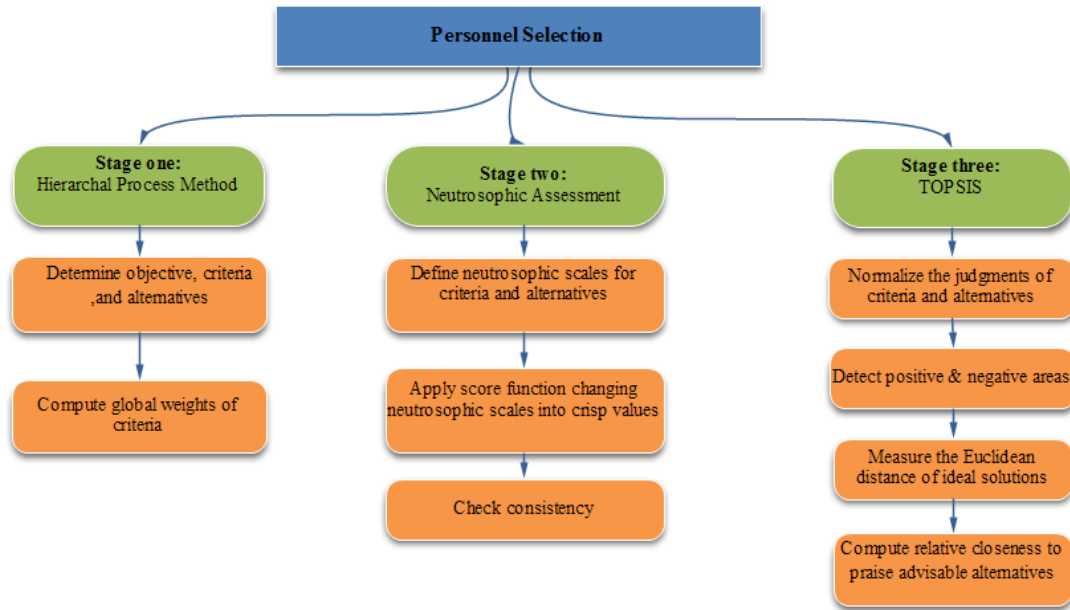 Personnel Selection
Stage one:
Hierarchal Process Method
Determine objective, criteria
,and alternatives
Compute global weights of
criteria
Stage two:
Neutrosophic Assessment
Define neutrosophic scales for
criteria and alternatives
Apply score function changing
neutrosophic scales into crisp values
Check consistency
Stage three:
TOPSIS
Normalize the judgments of
criteria and alternatives
Detect positive & negative areas
Measure the Euclidean
distance of ideal solutions
Compute relative closeness to
praise advisable alternatives